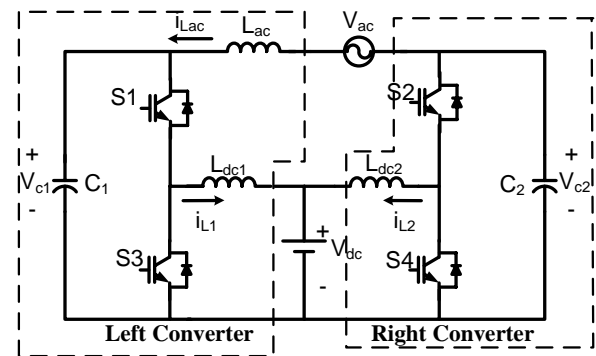 iLac
Lac
Vac
S1
S2
+
Vc1
-
C1
Ldc1
Ldc2
C2
+
Vc2
-
iL1
iL2
+
Vdc
-
S3
S4
Left Converter
Right Converter